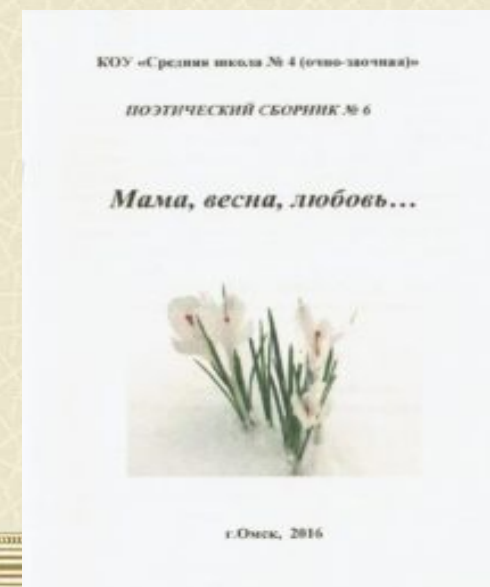 КОУ «Средняя школа № 4 (очно-заочная)»
ПОЭТИЧЕСКИЙ СБОРНИК № 6
Мама, весна, любовь…
г.Омск, 2016